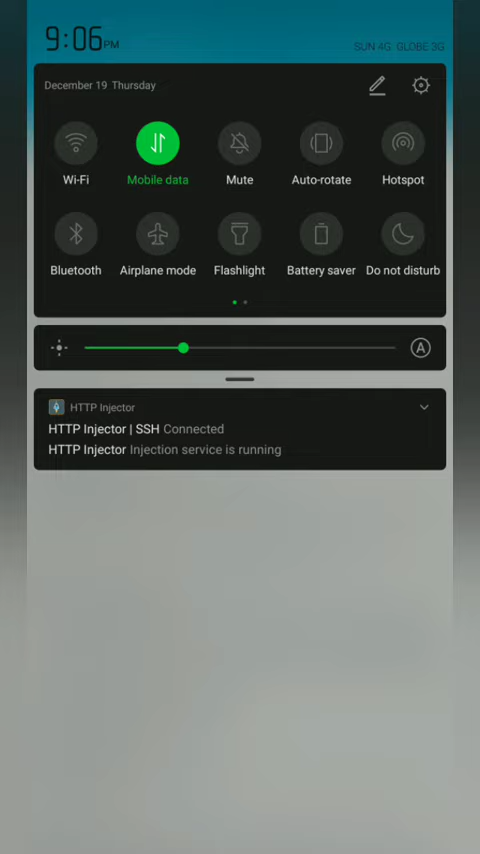 9:06PM
SUN 4G GLOBE 3G
December 19 Thursday
Wi-Fi
Mobile data
Mute
Auto-rotate
Hotspot
Bluetooth
Airplane mode
Flashlight
Battery saver
Do not disturb
A
HTTP Injector
HTTP Injector | SSH Connected
HTTP Injector Injection service is running